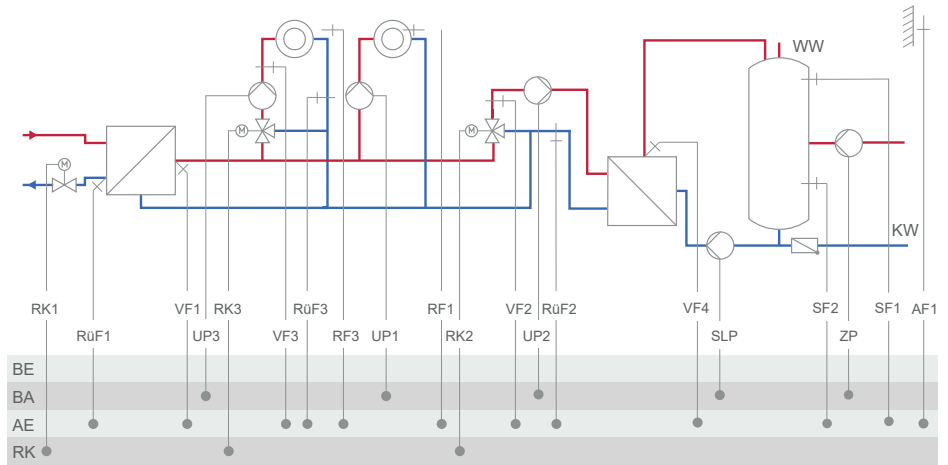 WW
M
M
M
KW
RK1 VF1 RK3 RüF3 RF1 VF2 RüF2 VF4 SF2 SF1 AF1
RüF1 UP3 VF3 RF3 UP1 RK2 UP2 SLP ZP
BE
BA
AE
RK